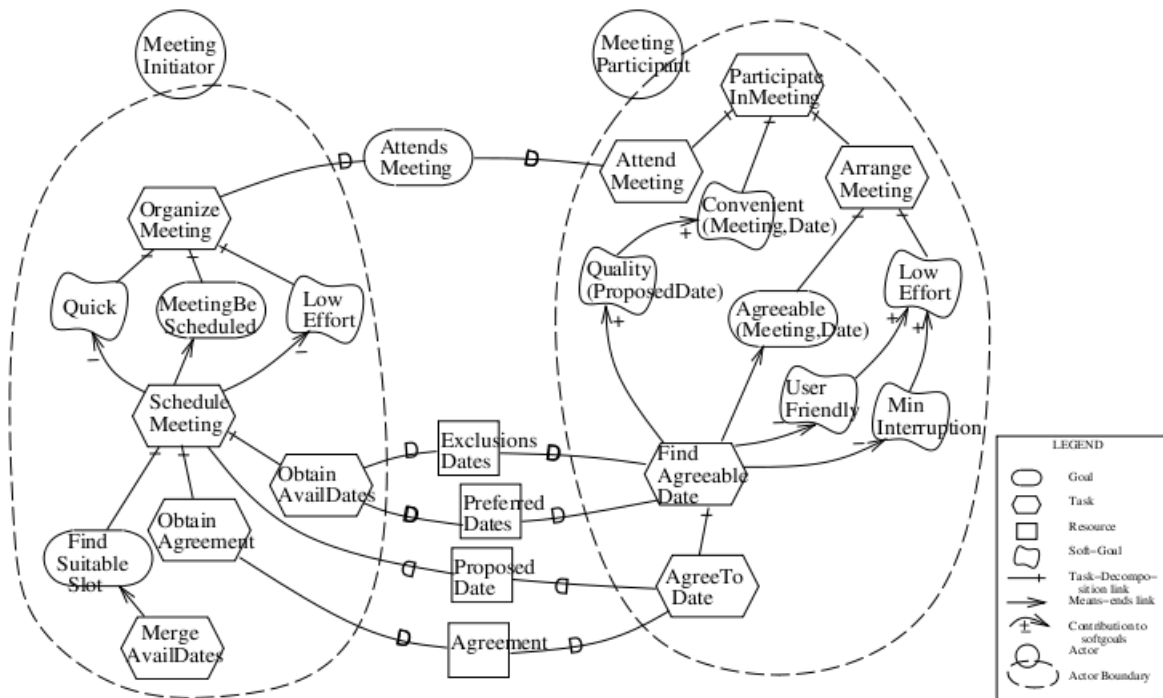 Meeting
Initiator
Meeting
Participant
Participate
InMeeting
Attends
Meeting
D
D
Attend
Meeting
Arrange
Meeting
Organize
Meeting
Convenient
(Meeting,Date)
+
Quality
(ProposedDate)
+
Low
Effort
+
+
Quick
MeetingBe
Scheduled
Low
Effort
Agreeable
(Meeting,Date)
−
−
User
Friendly
−
Min
Interruption
−
Schedule
Meeting
Obtain
AvailDates
D
Exclusions
Dates
D
Find
Agreeable
Date
D
Preferred
Dates
D
Obtain
Agreement
Find
Suitable
Slot
D
Proposed
Date
D
AgreeTo
Date
Merge
AvailDates
D
Agreement
D
LEGEND
Goal
Task
Resource
Soft-Goal
Task-Decompo-
sition link
Means-ends link
±
Contribution to
softgoals
Actor
Actor Boundary